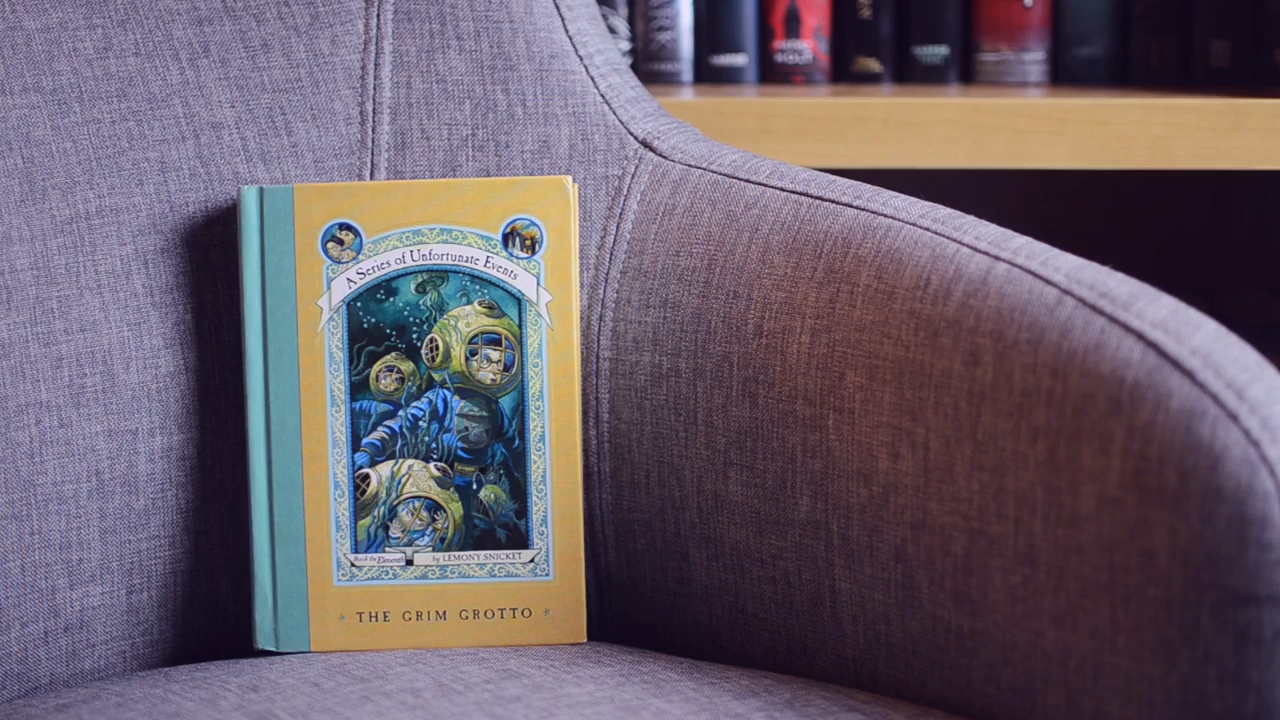 A Series of Unfortunate Events
Book the Eleventh
by LEMONY SNICKET
THE GRIM GROTTO